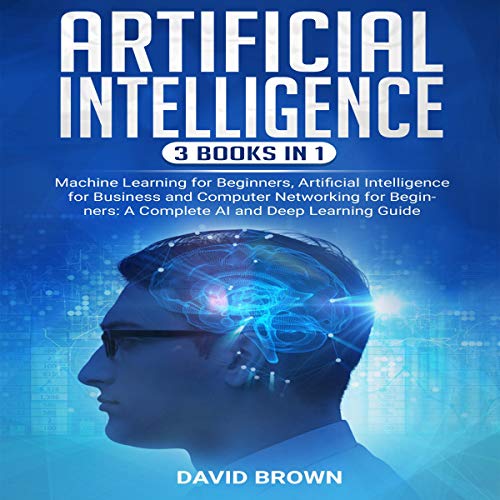 ARTIFICIAL
INTELLIGENCE
3 BOOKS IN 1
Machine Learning for Beginners, Artificial Intelligence
for Business and Computer Networking for Begin-
ners: A Complete AI and Deep Learning Guide
DAVID BROWN